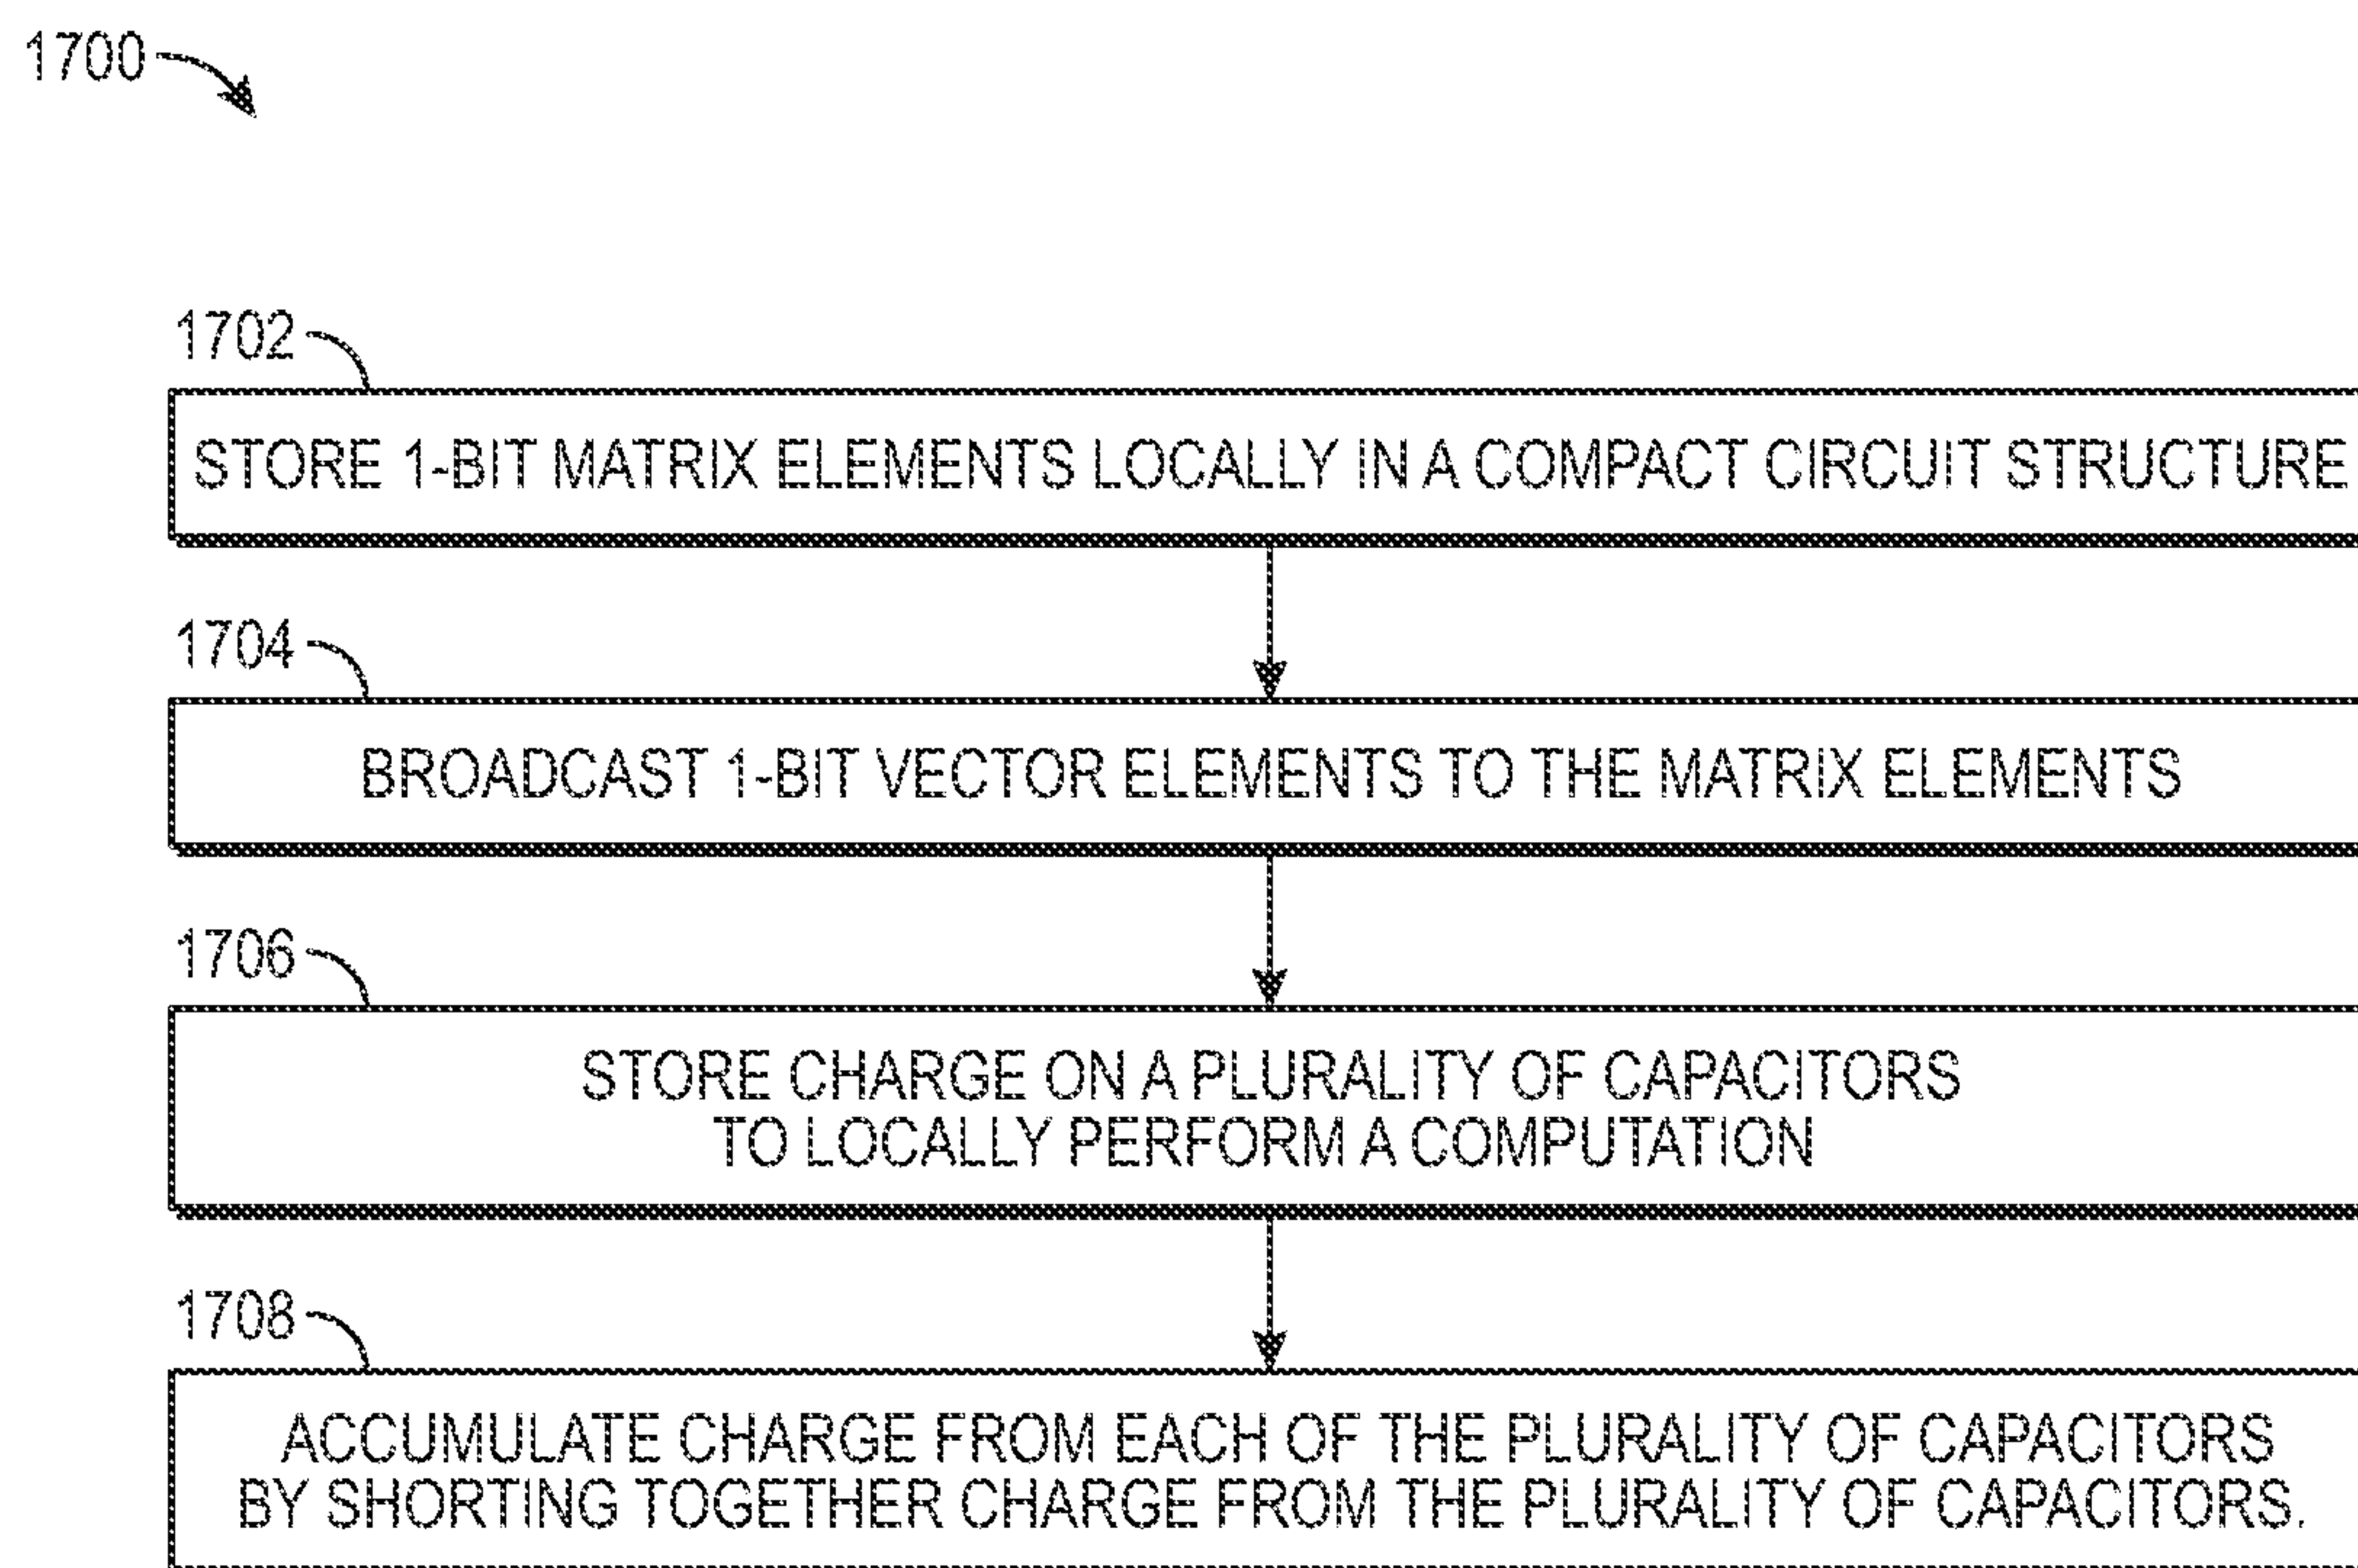 1700
1702
STORE 1-BIT MATRIX ELEMENTS LOCALLY IN A COMPACT CIRCUIT STRUCTURE
1704
BROADCAST 1-BIT VECTOR ELEMENTS TO THE MATRIX ELEMENTS
1706
STORE CHARGE ON A PLURALITY OF CAPACITORS
TO LOCALLY PERFORM A COMPUTATION
1708
ACCUMULATE CHARGE FROM EACH OF THE PLURALITY OF CAPACITORS
BY SHORTING TOGETHER CHARGE FROM THE PLURALITY OF CAPACITORS.